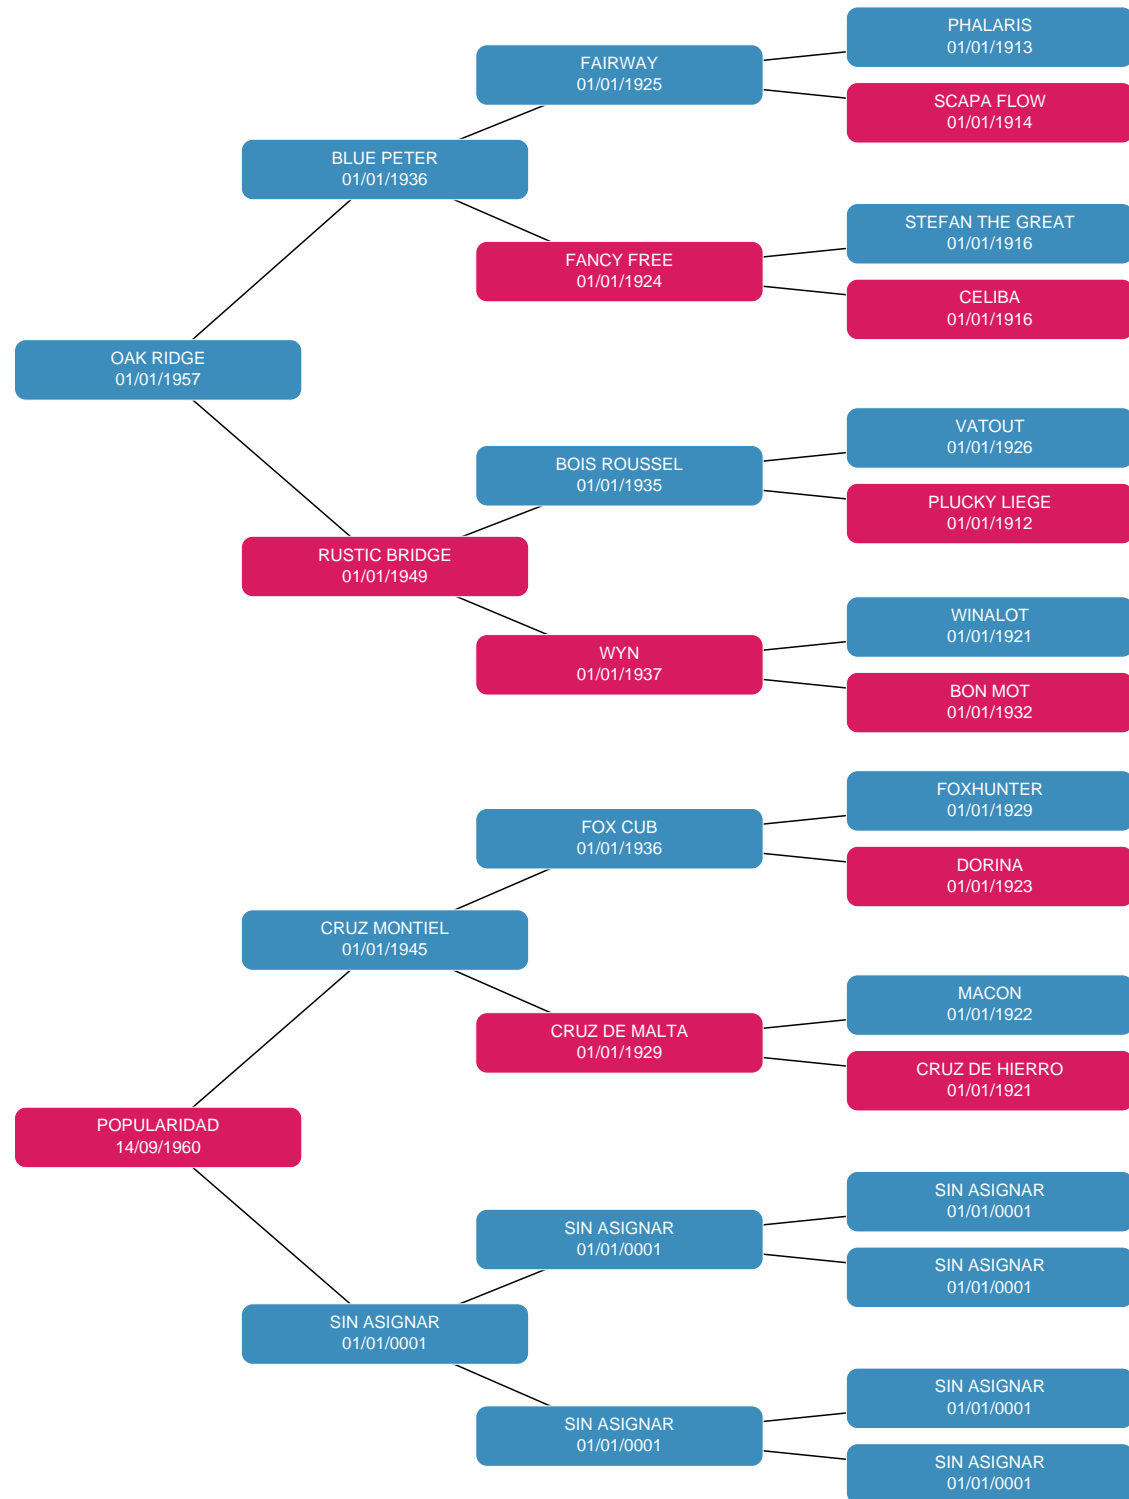 PHALARIS
01/01/1913
FAIRWAY
01/01/1925
SCAPA FLOW
01/01/1914
BLUE PETER
01/01/1936
STEFAN THE GREAT
01/01/1916
FANCY FREE
01/01/1924
CELIBA
01/01/1916
OAK RIDGE
01/01/1957
VATOUT
01/01/1926
BOIS ROUSSEL
01/01/1935
PLUCKY LIEGE
01/01/1912
RUSTIC BRIDGE
01/01/1949
WINALOT
01/01/1921
WYN
01/01/1937
BON MOT
01/01/1932
FOXHUNTER
01/01/1929
FOX CUB
01/01/1936
DORINA
01/01/1923
CRUZ MONTIEL
01/01/1945
MACON
01/01/1922
CRUZ DE MALTA
01/01/1929
CRUZ DE HIERRO
01/01/1921
POPULARIDAD
14/09/1960
SIN ASIGNAR
01/01/0001
SIN ASIGNAR
01/01/0001
SIN ASIGNAR
01/01/0001
SIN ASIGNAR
01/01/0001
SIN ASIGNAR
01/01/0001
SIN ASIGNAR
01/01/0001
SIN ASIGNAR
01/01/0001